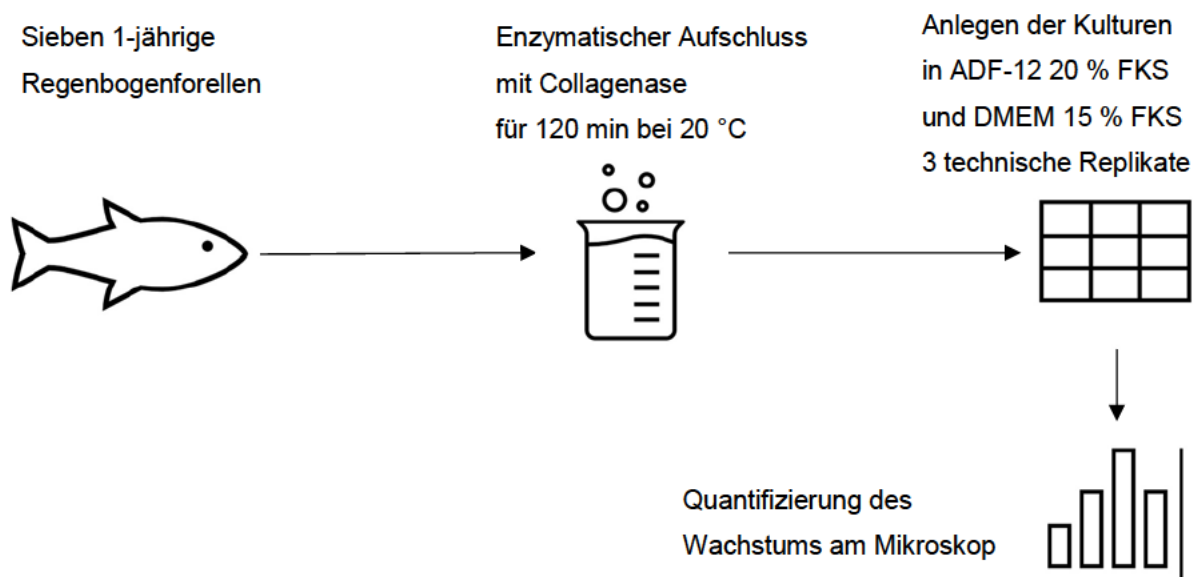 Sieben 1-jährige
Regenbogenforellen
Enzymatischer Aufschluss
mit Collagenase
für 120 min bei 20 °C
Anlegen der Kulturen
in ADF-12 20 % FKS
und DMEM 15 % FKS
3 technische Replikate
Quantifizierung des
Wachstums am Mikroskop